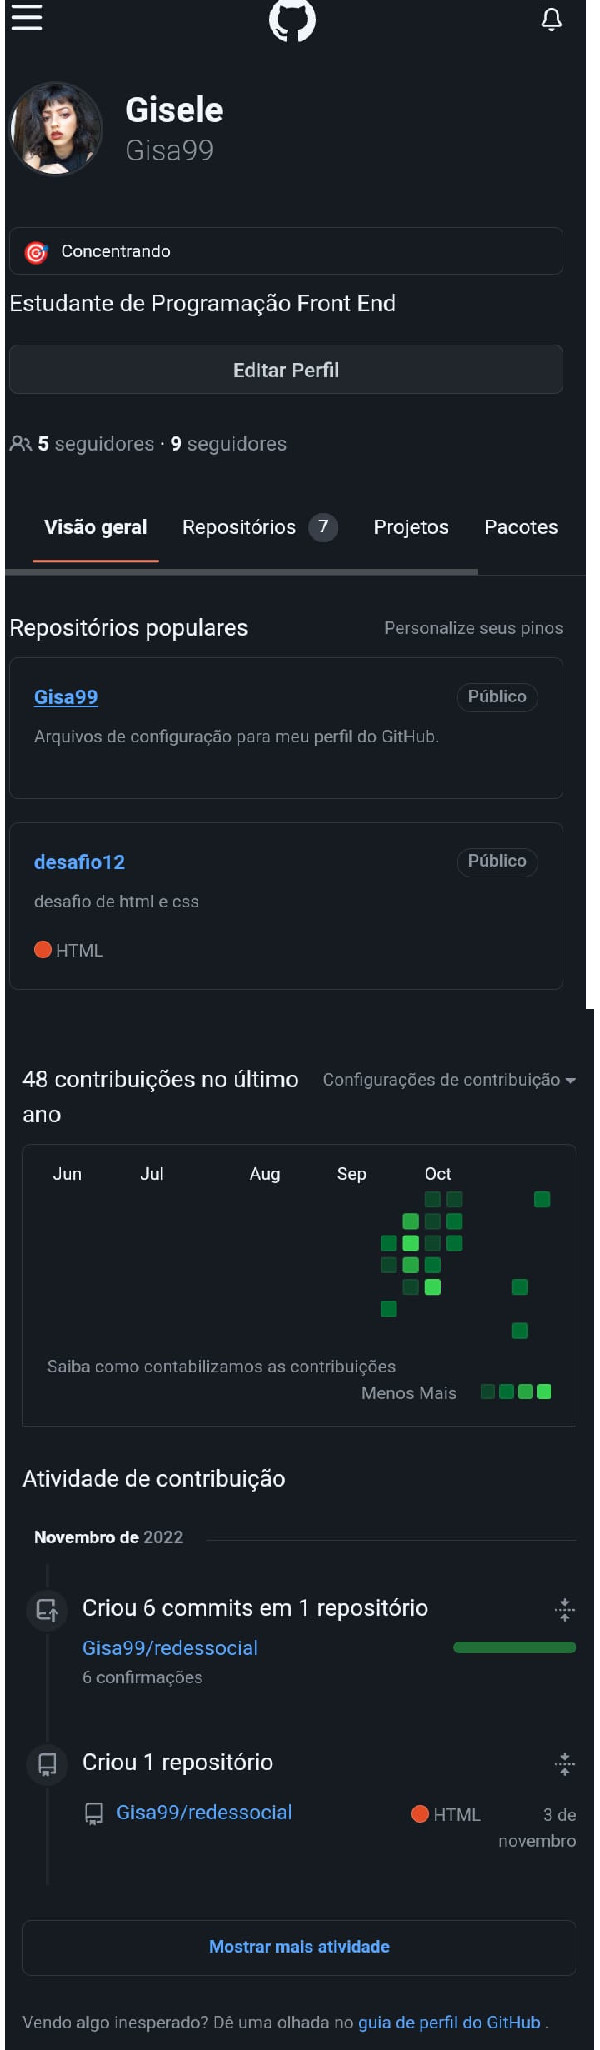 Gisele
Gisa99
Concentrando
Estudante de Programação Front End
Editar Perfil
5 seguidores · 9 seguidores
Visão geral Repositórios 7 Projetos Pacotes
Repositórios populares Personalize seus pinos
Gisa99 Público
Arquivos de configuração para meu perfil do GitHub.
desafio12 Público
desafio de html e css
HTML
48 contribuições no último Configurações de contribuição
ano
Jun Jul Aug Sep Oct
Saiba como contabilizamos as contribuições
Menos Mais
Atividade de contribuição
Novembro de 2022
Criou 6 commits em 1 repositório
Gisa99/redessocial
6 confirmações
Criou 1 repositório
Gisa99/redessocial HTML 3 de
novembro
Mostrar mais atividade
Vendo algo inesperado? Dê uma olhada no guia de perfil do GitHub .